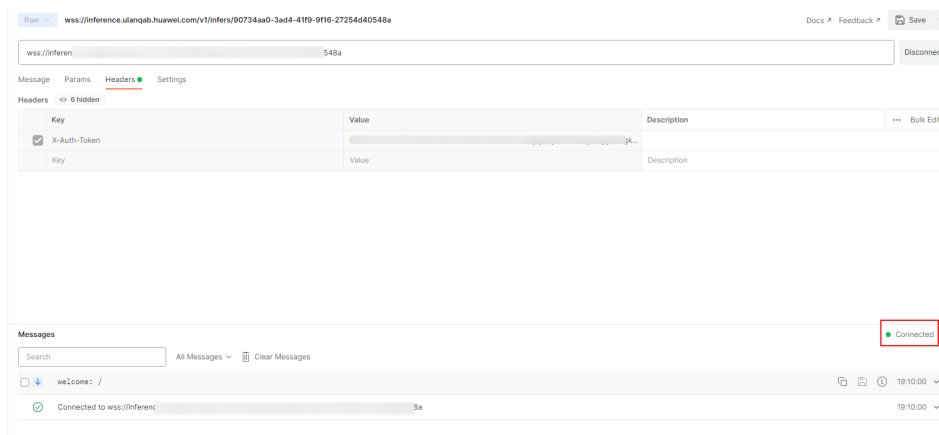 Raw wss://inference.ulanqab.huawei.com/v1/infers/90734aa0-3ad4-41f9-9f16-27254d40548a Docs ↗ Feedback ↗ Save
wss://inferen 548a Disconnec
Message Params Headers Settings
Headers 6 hidden
Key Value Description ••• Bulk Edi
X-Auth-Token
Key Value Description
Messages Connected
Search All Messages Clear Messages
welcome: / 19:10:00
Connected to wss://inferenc 8a 19:10:00